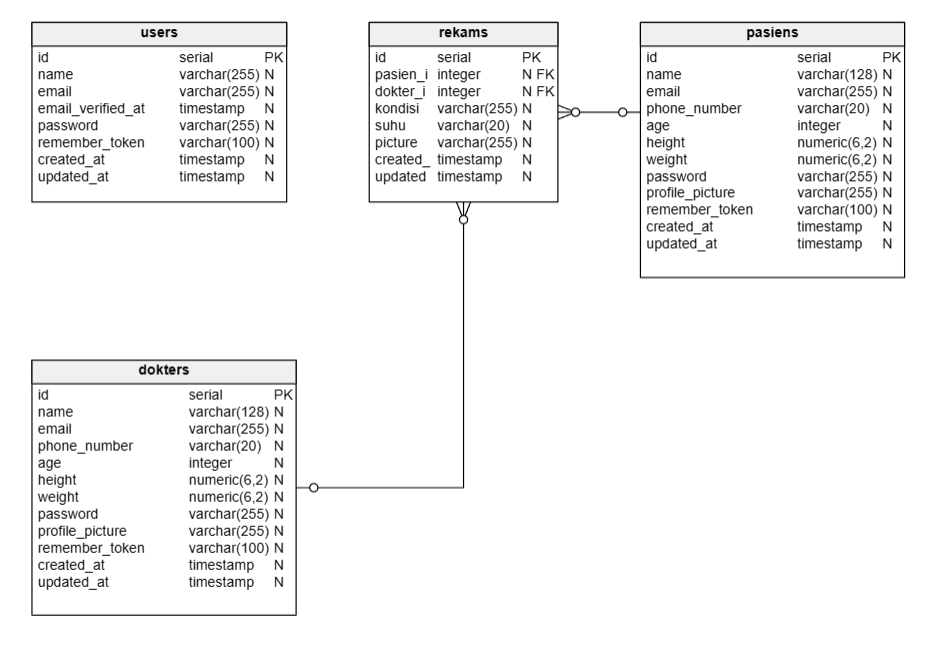 users
id serial PK
name varchar(255) N
email varchar(255) N
email_verified_at timestamp N
password varchar(255) N
remember_token varchar(100) N
created_at timestamp N
updated_at timestamp N
rekams
id serial PK
pasien_i integer N FK
dokter_i integer N FK
kondisi varchar(255) N
suhu varchar(20) N
picture varchar(255) N
created_ timestamp N
updated timestamp N
pasiens
id serial PK
name varchar(128) N
email varchar(255) N
phone_number varchar(20) N
age integer N
height numeric(6,2) N
weight numeric(6,2) N
password varchar(255) N
profile_picture varchar(255) N
remember_token varchar(100) N
created_at timestamp N
updated_at timestamp N
dokters
id serial PK
name varchar(128) N
email varchar(255) N
phone_number varchar(20) N
age integer N
height numeric(6,2) N
weight numeric(6,2) N
password varchar(255) N
profile_picture varchar(255) N
remember_token varchar(100) N
created_at timestamp N
updated_at timestamp N